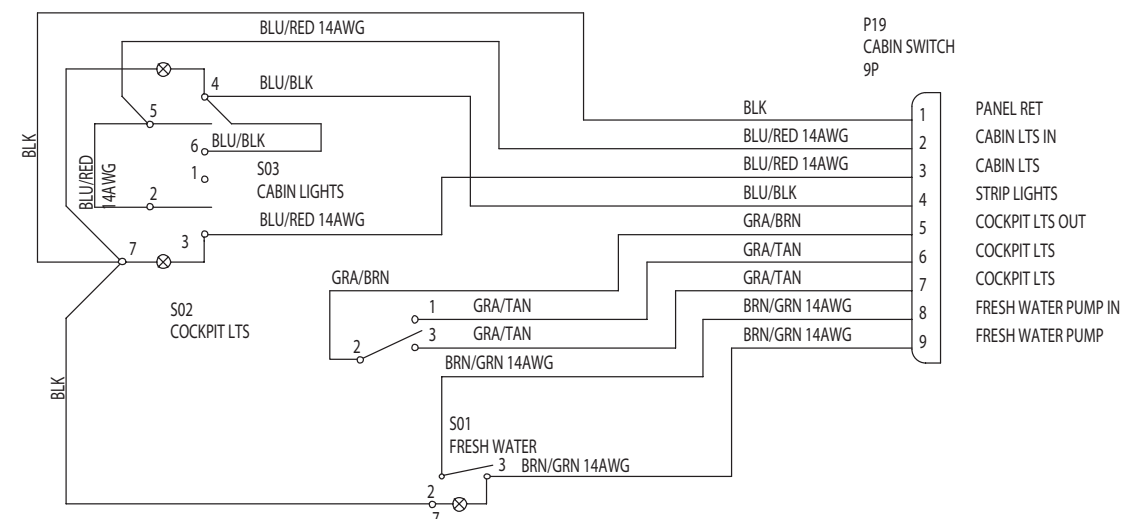 BLU/RED 14AWG
P19
CABIN SWITCH
9P
4
BLU/BLK
5
BLK
1
PANEL RET
BLU/RED 14AWG
2
CABIN LTS IN
BLK
6
BLU/BLK
BLU/RED
14AWG
1
S03
CABIN LIGHTS
BLU/RED 14AWG
3
CABIN LTS
2
BLU/BLK
4
STRIP LIGHTS
BLU/RED 14AWG
GRA/BRN
5
COCKPIT LTS OUT
7
3
GRA/TAN
6
COCKPIT LTS
GRA/BRN
GRA/TAN
7
COCKPIT LTS
S02
COCKPIT LTS
1
GRA/TAN
BRN/GRN 14AWG
8
FRESH WATER PUMP IN
3
GRA/TAN
BRN/GRN 14AWG
9
FRESH WATER PUMP
2
BRN/GRN 14AWG
BLK
S01
FRESH WATER
3
BRN/GRN 14AWG
2
7